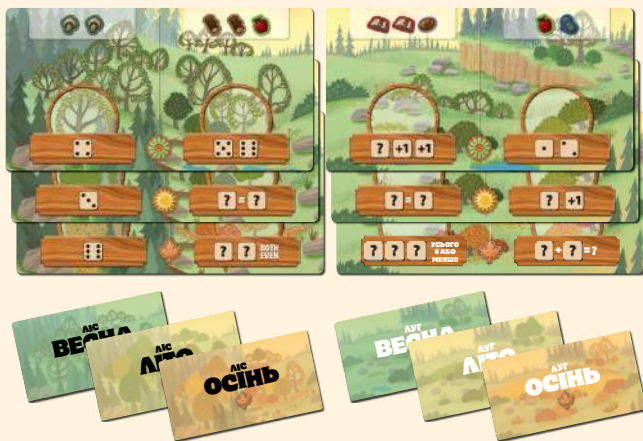 ? +1 +1
? = ?
? = ?
? +1
? ? BOTH EVEN
? ? ? УСЬОГО 6 АБО МЕНШЕ
? + ? = ?
ЛІС
ВЕСНА
ЛІС
ЛІТО
ЛІС
ОСІНЬ
ЛУГ
ВЕСНА
ЛУГ
ЛІТО
ЛУГ
ОСІНЬ